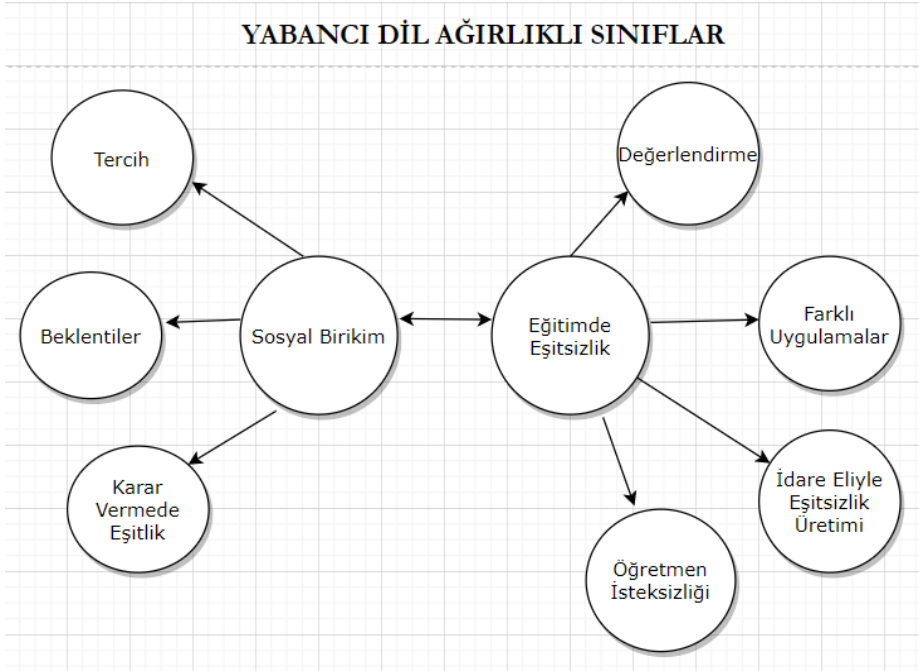 YABANCI DİL AĞIRLIKLI SINIFLAR
Tercih
Değerlendirme
Beklentiler
Sosyal Birikim
Eğitimde
Eşitsizlik
Farklı
Uygulamalar
Karar
Vermede
Eşitlik
İdare Eliyle
Eşitsizlik
Üretimi
Öğretmen
İsteksizliği